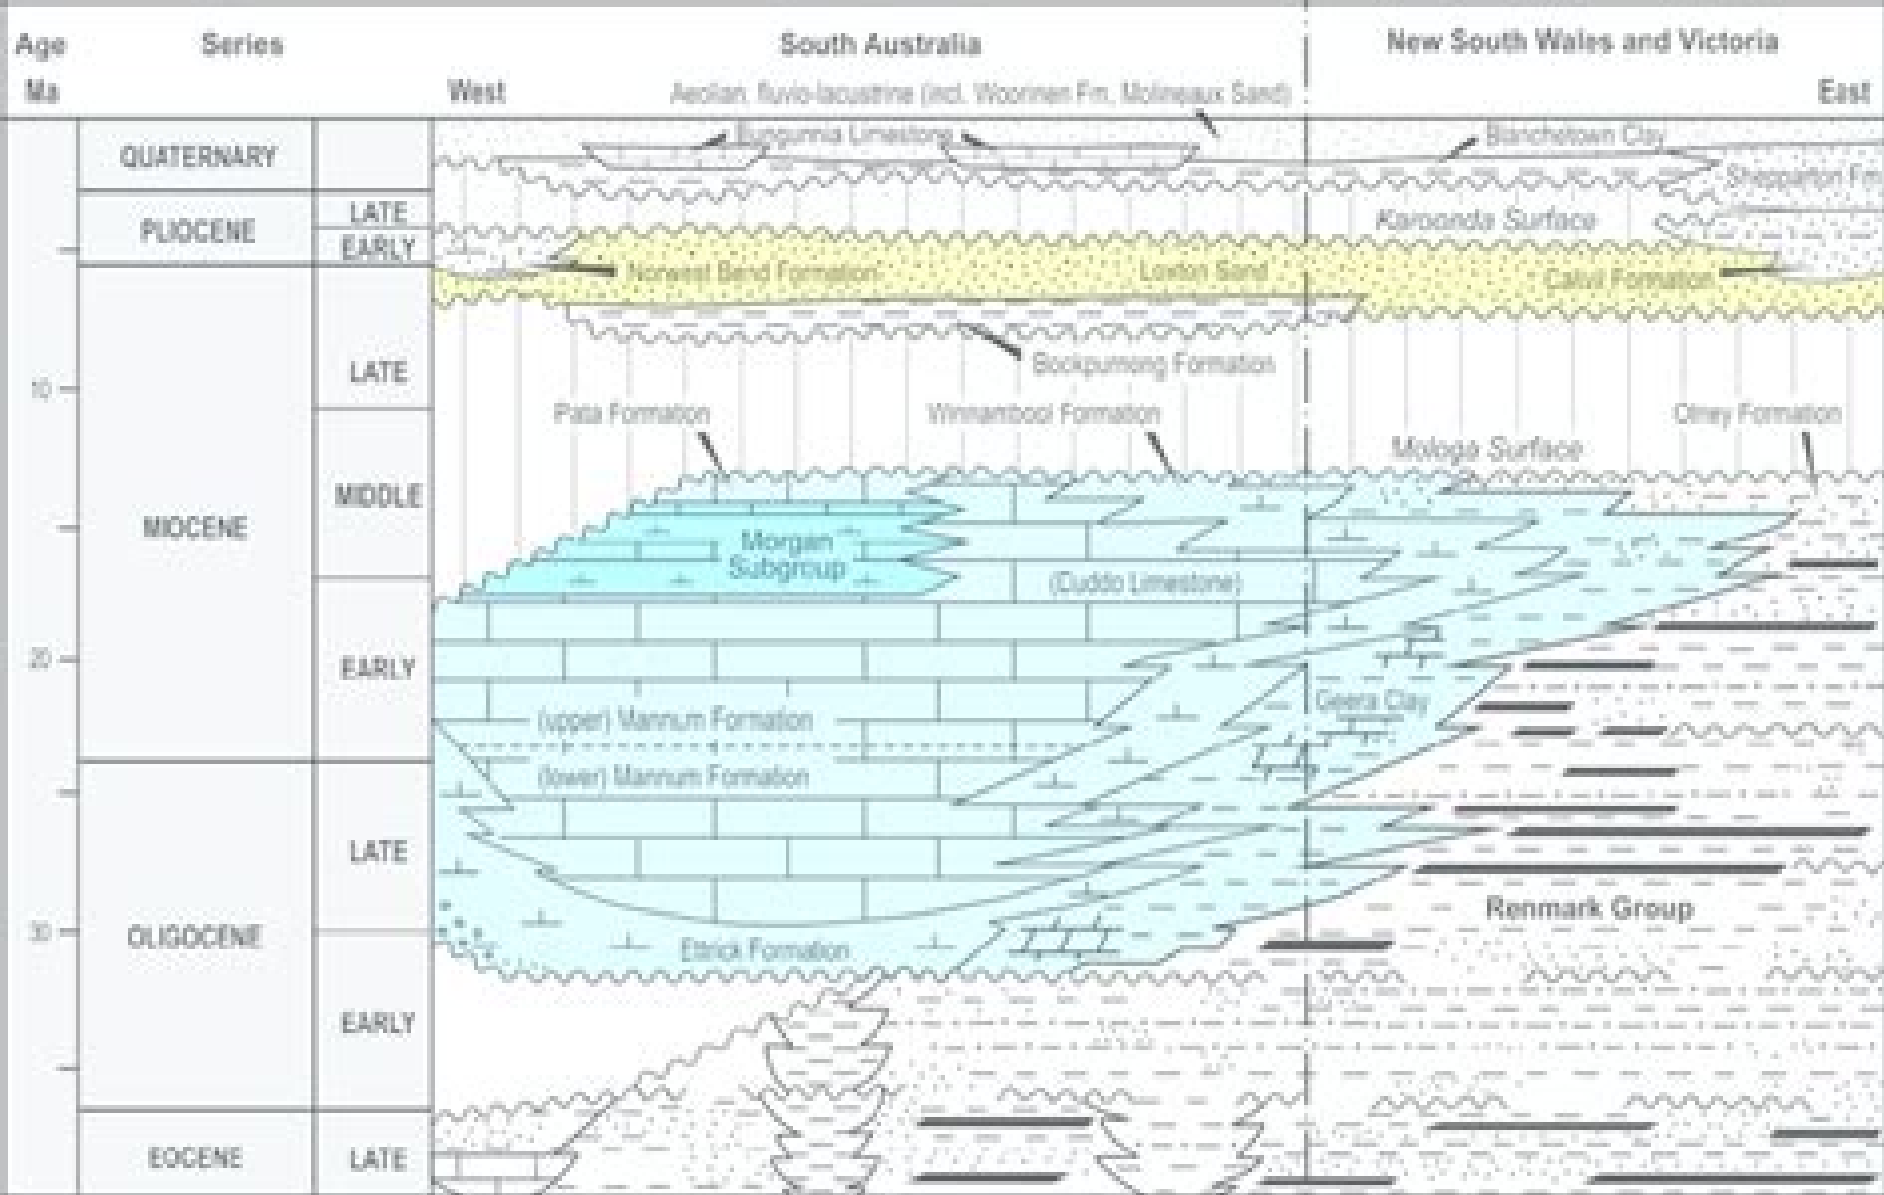 Age
Series
South Australia
New South Wales and Victoria
Ma
West
Aeolian, fluvio-lacustrine (incl. Woorinen Fm, Molineaux Sand)
East
QUATERNARY
Bungunnia Limestone
Blanchetown Clay
Shepparton Fm
PLIOCENE
LATE
EARLY
Karoonda Surface
Norwest Bend Formation
Loxton Sand
Calivil Formation
Bookpurnong Formation
10
LATE
Pata Formation
Winnambool Formation
Olney Formation
Mologa Surface
MIOCENE
MIDDLE
Morgan
Subgroup
(Cuddo Limestone)
20
EARLY
(upper) Mannum Formation
Geera Clay
(lower) Mannum Formation
LATE
OLIGOCENE
30
Ettrick Formation
Renmark Group
EARLY
EOCENE
LATE